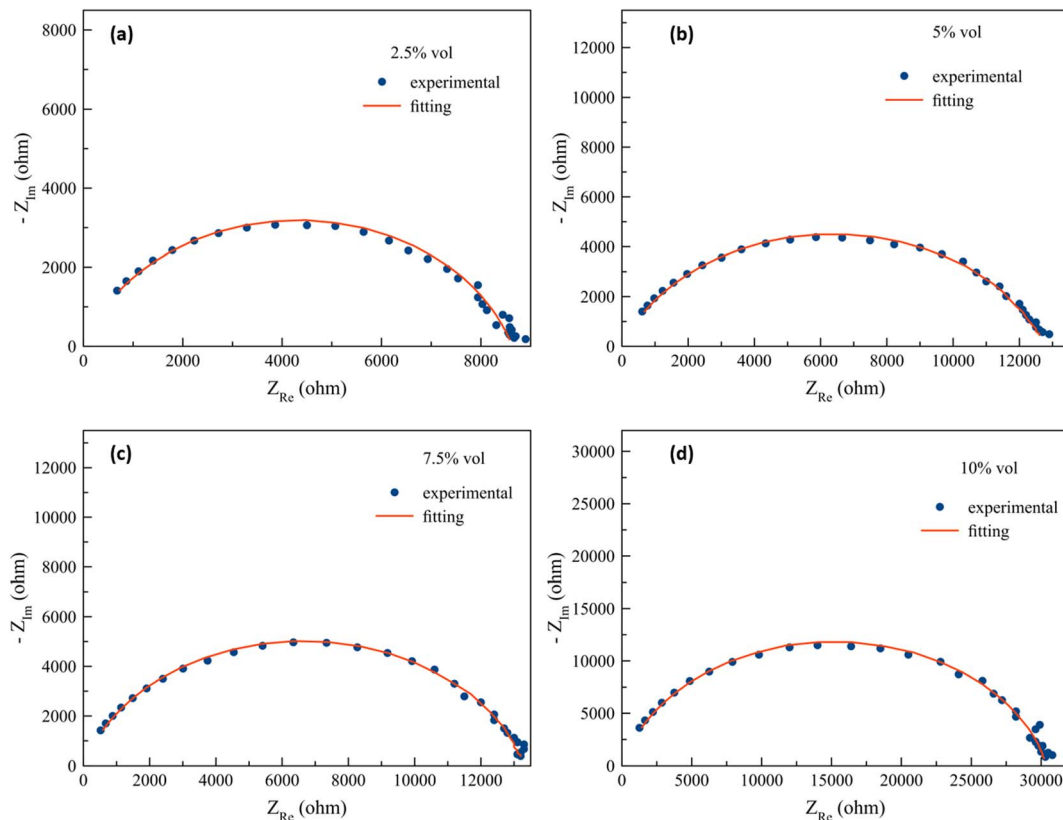 (a)
2.5% vol
experimental
fitting
8000
6000
4000
2000
0
- Z_Im (ohm)
0 2000 4000 6000 8000
Z_Re (ohm)
(b)
5% vol
experimental
fitting
12000
10000
8000
6000
4000
2000
0
- Z_Im (ohm)
0 2000 4000 6000 8000 10000 12000
Z_Re (ohm)
(c)
7.5% vol
experimental
fitting
12000
10000
8000
6000
4000
2000
0
- Z_Im (ohm)
0 2000 4000 6000 8000 10000 12000
Z_Re (ohm)
(d)
10% vol
experimental
fitting
30000
25000
20000
15000
10000
5000
0
- Z_Im (ohm)
0 5000 10000 15000 20000 25000 30000
Z_Re (ohm)